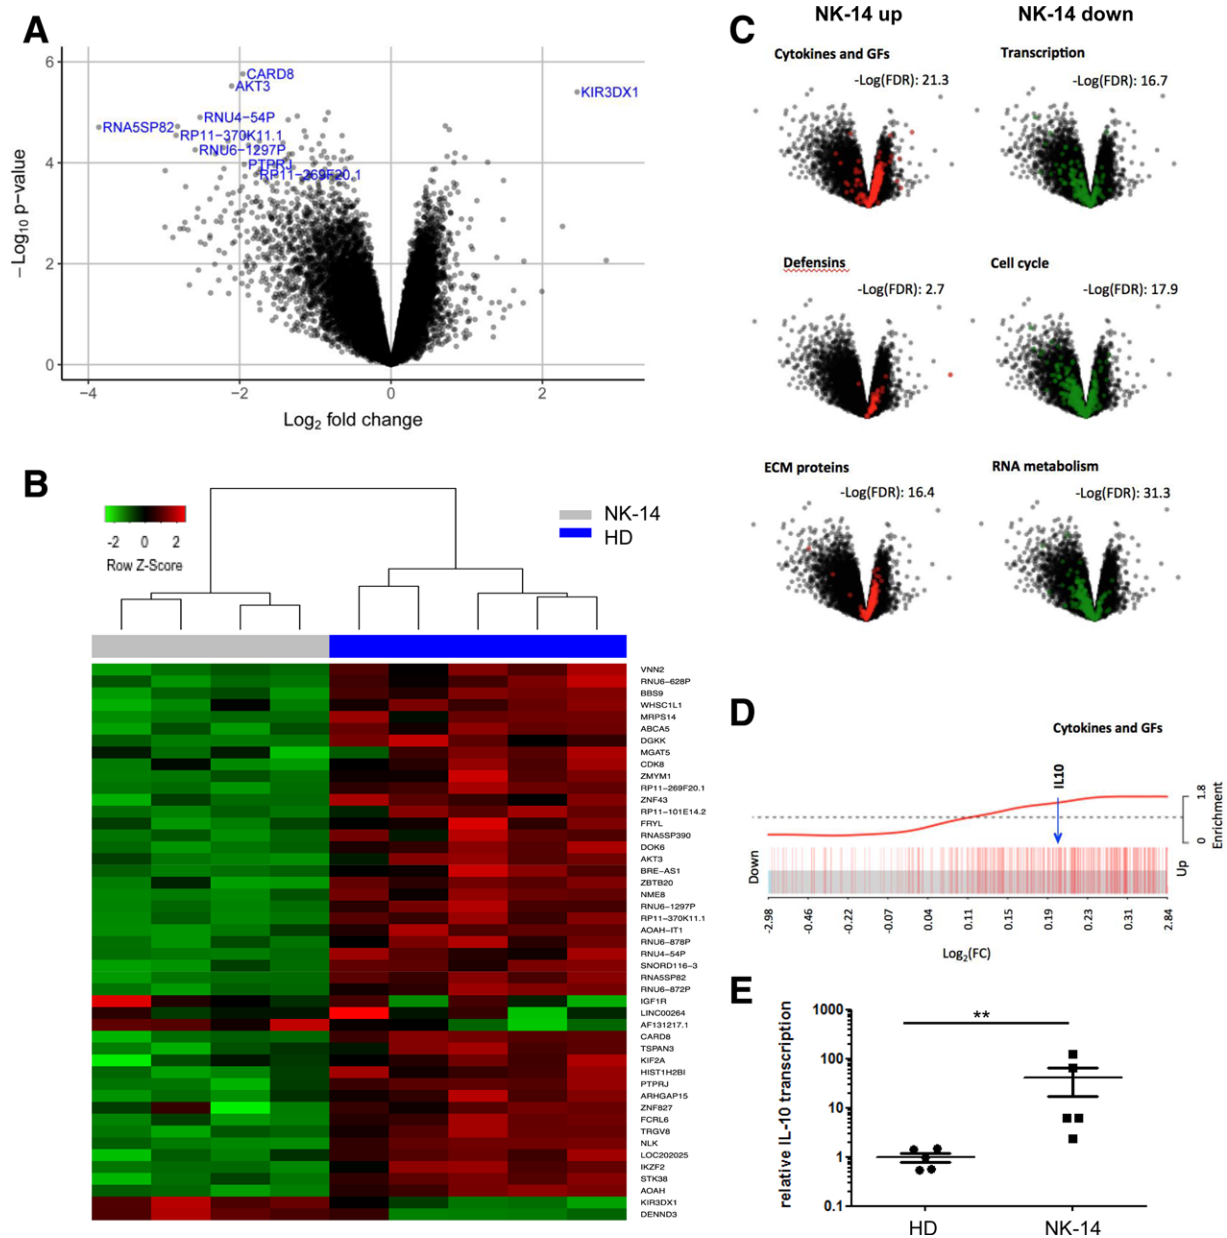 A
6
4
2
0
−4
−2
0
2
− Log10 p−value
Log2 fold change
CARD8
AKT3
KIR3DX1
RNU4−54P
RNA5SP82
RP11−370K11.1
RNU6−1297P
PTPRJ
RP11−269F20.1
B
-2 0 2
Row Z-Score
NK-14
HD
VNN2
RNU6-628P
BBS9
WHSC1L1
MRPS14
ABCA5
DGKK
MGAT5
CDK8
ZMYM1
RP11-269F20.1
ZNF43
RP11-101E14.2
FRYL
RNA5SP390
DOK6
AKT3
BRE-AS1
ZBTB20
NME8
RNU6-1297P
RP11-370K11.1
AOAH-IT1
RNU6-878P
RNU4-54P
SNORD116-3
RNA5SP82
RNU6-872P
IGF1R
LINC00264
AF131217.1
CARD8
TSPAN3
KIF2A
HIST1H2BI
PTPRJ
ARHGAP15
ZNF827
FCRL6
TRGV8
NLK
LOC202025
IKZF2
STK38
AOAH
KIR3DX1
DENND3
C
NK-14 up
NK-14 down
Cytokines and GFs
-Log(FDR): 21.3
Transcription
-Log(FDR): 16.7
Defensins
-Log(FDR): 2.7
Cell cycle
-Log(FDR): 17.9
ECM proteins
-Log(FDR): 16.4
RNA metabolism
-Log(FDR): 31.3
D
Cytokines and GFs
IL10
1.8
0
Enrichment
Down
Up
-2.98
-0.46
-0.22
-0.07
0.04
0.11
0.15
0.19
0.23
0.31
2.84
Log2(FC)
E
relative IL-10 transcription
1000
100
10
1
0.1
**
HD
NK-14